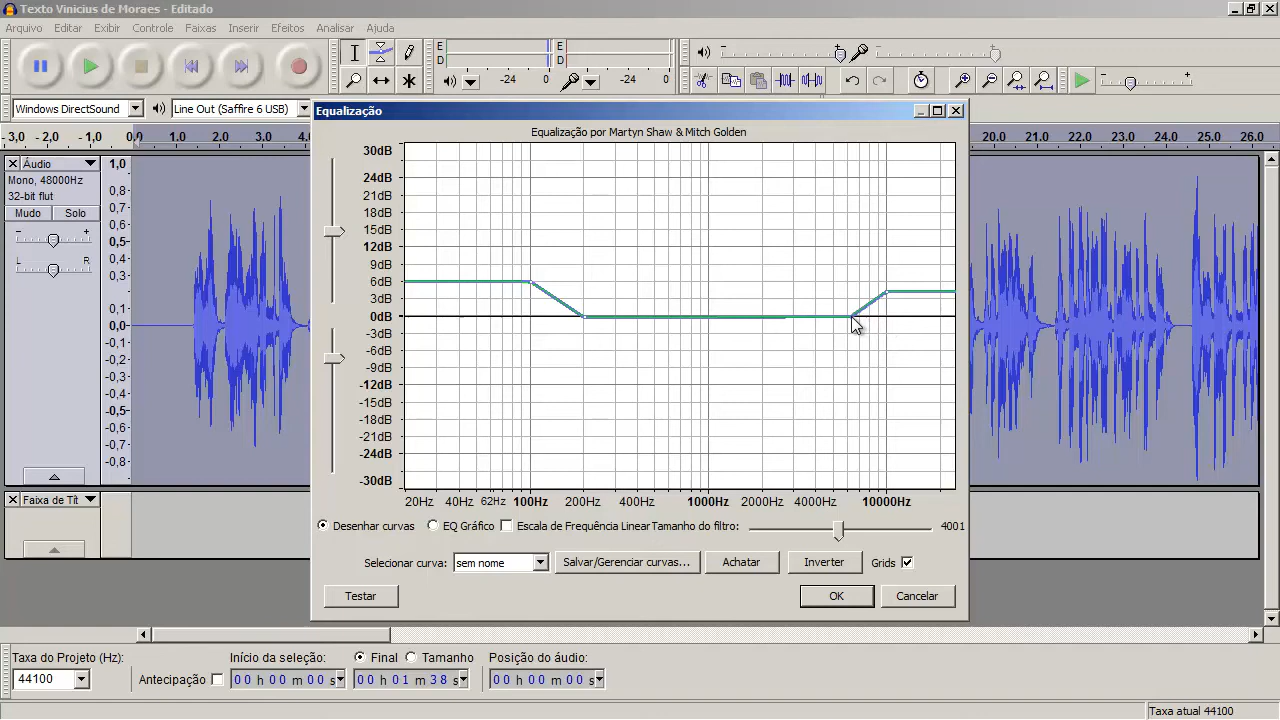 Texto Vinicius de Moraes - Editado
Arquivo Editar Exibir Controle Faixas Inserir Efeitos Analisar Ajuda
E
D
-24 0
E
D
-24 0
Windows DirectSound Line Out (Saffire 6 USB)
- 3,0 - 2,0 - 1,0 0,0 1.0 2.0 3.0 4.0 20.0 21.0 22.0 23.0 24.0 25.0 26.0
Áudio
Mono, 48000Hz
32-bit flut
Mudo Solo
- +
L R
1,0
0,8
0,7
0,6
0,5
0,4
0,3
0,1
0,0
-0,1
-0,2
-0,3
-0,4
-0,5
-0,6
-0,7
-0,8
Faixa de Tít
Equalização
Equalização por Martyn Shaw & Mitch Golden
30dB
24dB
21dB
18dB
15dB
12dB
9dB
6dB
3dB
0dB
-3dB
-6dB
-9dB
-12dB
-15dB
-18dB
-21dB
-24dB
-30dB
20Hz 40Hz 62Hz 100Hz 200Hz 400Hz 1000Hz 2000Hz 4000Hz 10000Hz
Desenhar curvas EQ Gráfico Escala de Frequência Linear Tamanho do filtro: 4001
Selecionar curva: sem nome Salvar/Gerenciar curvas... Achatar Inverter Grids
Testar OK Cancelar
Taxa do Projeto (Hz): Início da seleção: Final Tamanho Posição do áudio:
44100 Antecipação 00 h 00 m 00 s 00 h 01 m 38 s 00 h 00 m 00 s
Taxa atual 44100